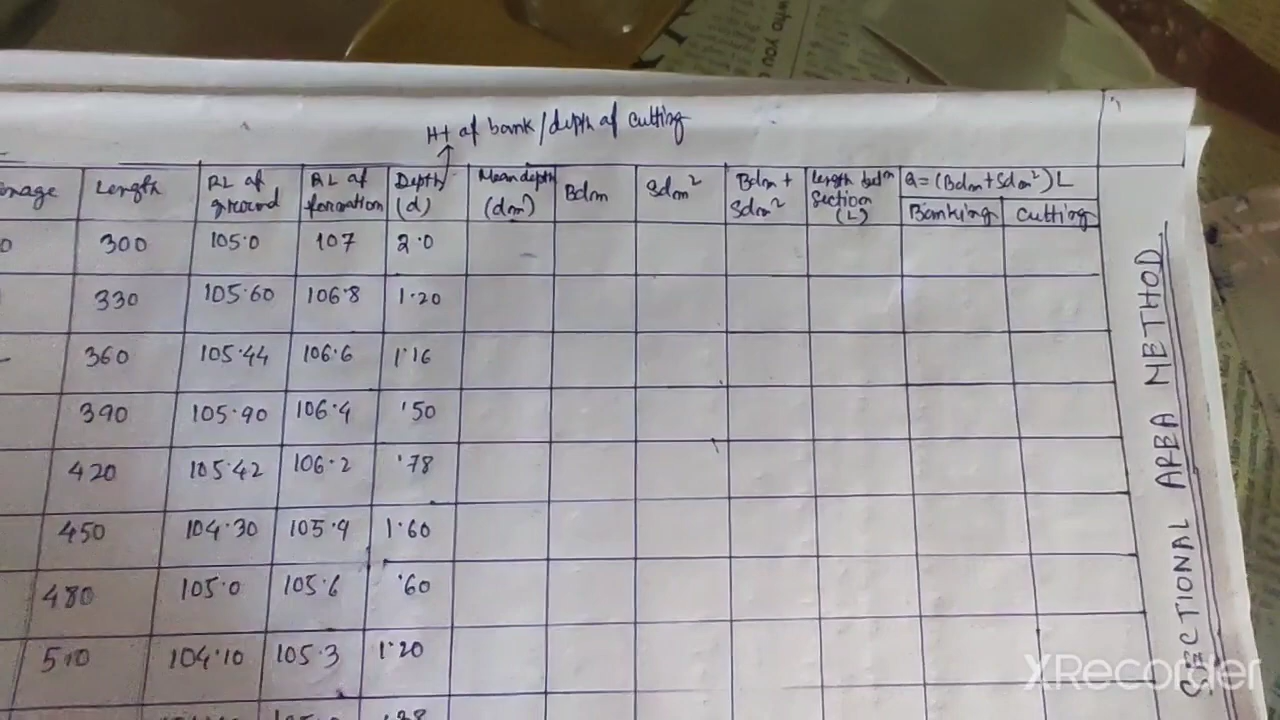 who you
Ht of bank/depth of cutting
onage Length RL of ground RL of formation Depth (d) Mean depth (dm) Bdm Sdm² Bdm + Sdm² Length betn Section (L) Q = (Bdm + Sdm²) L Banking Cutting
0 300 105.0 107 2.0
330 105.60 106.8 1.20
360 105.44 106.6 1.16
390 105.90 106.4 .50
420 105.42 106.2 .78
450 104.30 105.9 1.60
480 105.0 105.6 .60
510 104.10 105.3 1.20
SECTIONAL AREA METHOD
XRecorder